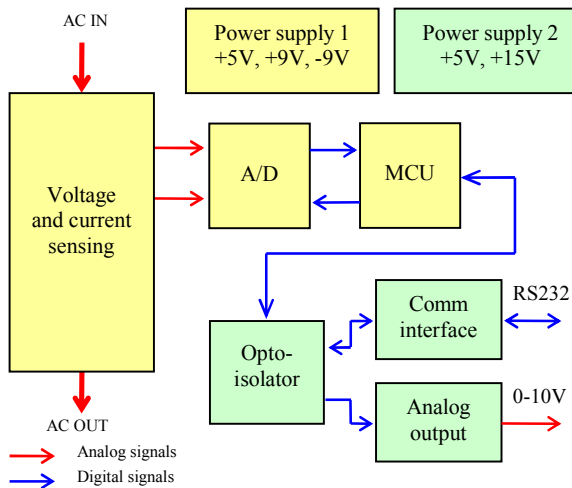 AC IN
Power supply 1
+5V, +9V, -9V
Power supply 2
+5V, +15V
Voltage
and current
sensing
A/D
MCU
Opto-
isolator
Comm
interface
RS232
Analog
output
0-10V
AC OUT
Analog signals
Digital signals